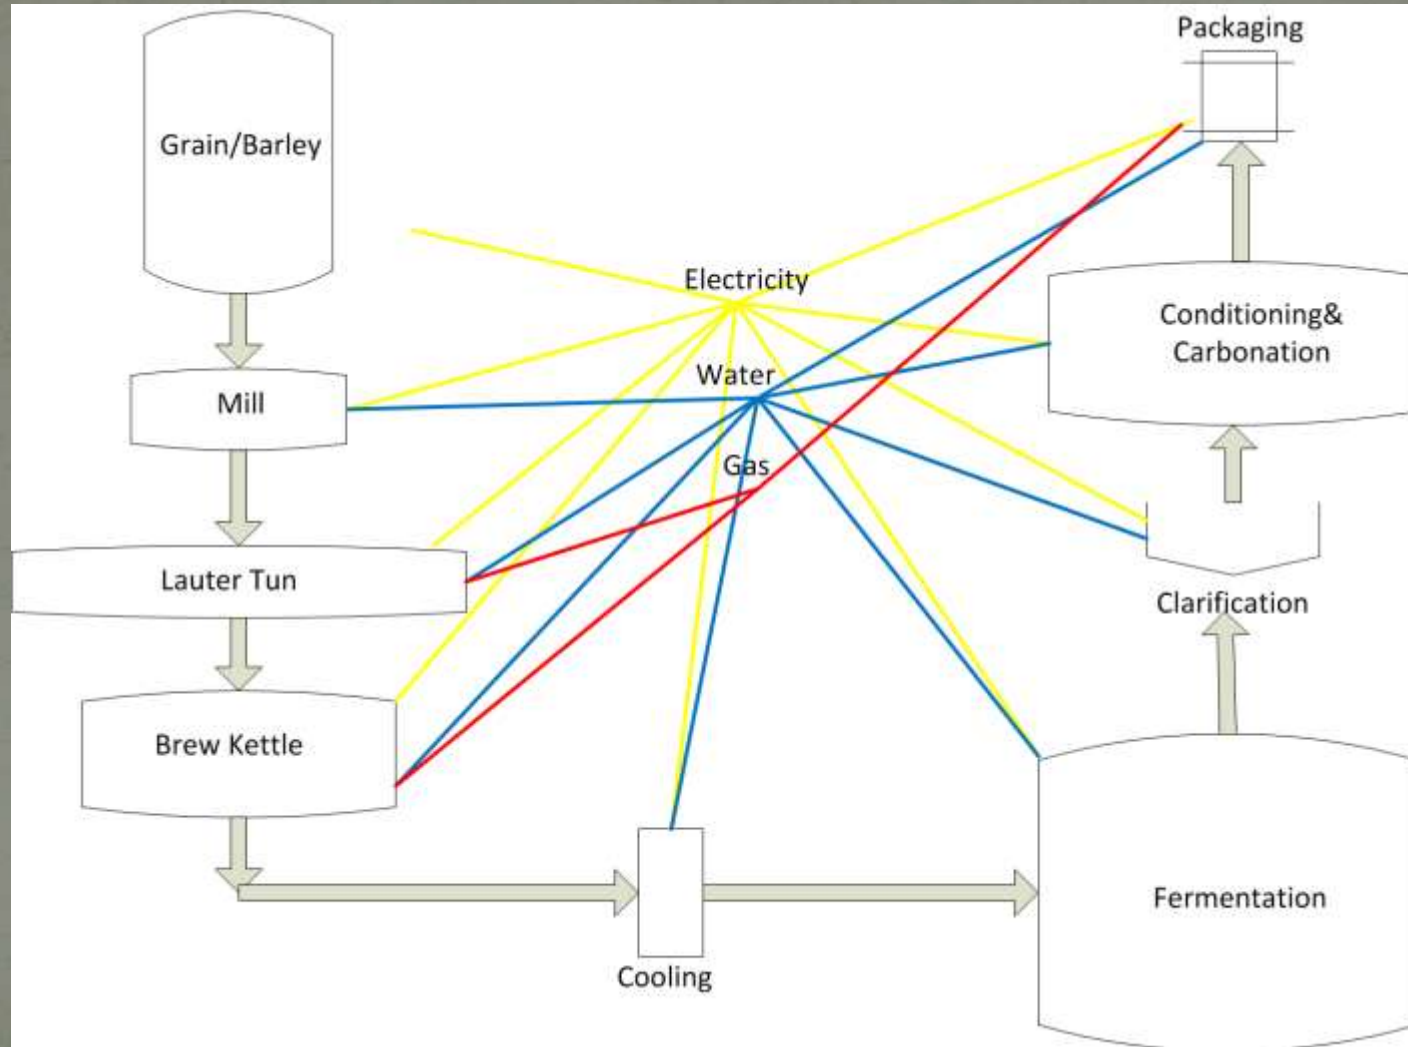 Packaging
Grain/Barley
Electricity
Conditioning&
Carbonation
Water
Mill
Gas
Lauter Tun
Clarification
Brew Kettle
Fermentation
Cooling